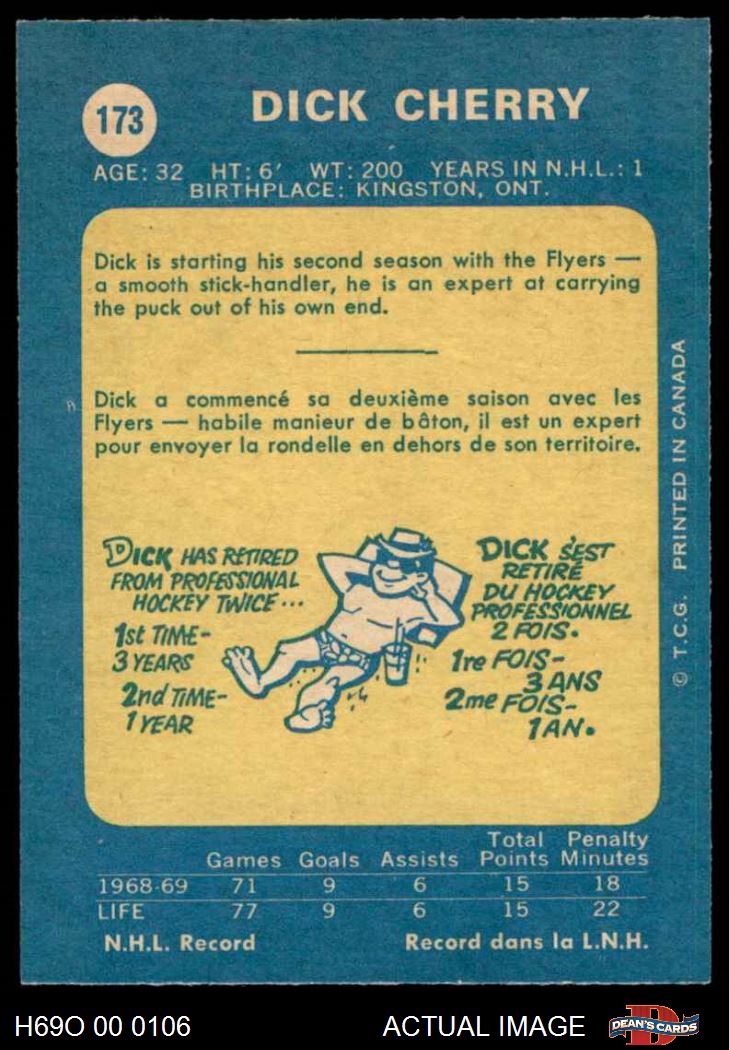 173
DICK CHERRY
AGE: 32 HT: 6' WT: 200 YEARS IN N.H.L.: 1
BIRTHPLACE: KINGSTON, ONT.
Dick is starting his second season with the Flyers —
a smooth stick-handler, he is an expert at carrying
the puck out of his own end.
Dick a commencé sa deuxième saison avec les
Flyers — habile manieur de bâton, il est un expert
pour envoyer la rondelle en dehors de son territoire.
DICK HAS RETIRED
FROM PROFESSIONAL
HOCKEY TWICE...
1st TIME-
3 YEARS
2nd TIME-
1 YEAR
DICK S'EST
RETIRÉ
DU HOCKEY
PROFESSIONNEL
2 FOIS.
1re FOIS-
3 ANS
2me FOIS-
1 AN.
© T.C.G. PRINTED IN CANADA
Total Penalty
Games Goals Assists Points Minutes
1968-69 71 9 6 15 18
LIFE 77 9 6 15 22
N.H.L. Record Record dans la L.N.H.
H69O 00 0106 ACTUAL IMAGE
D
DEAN'S CARDS